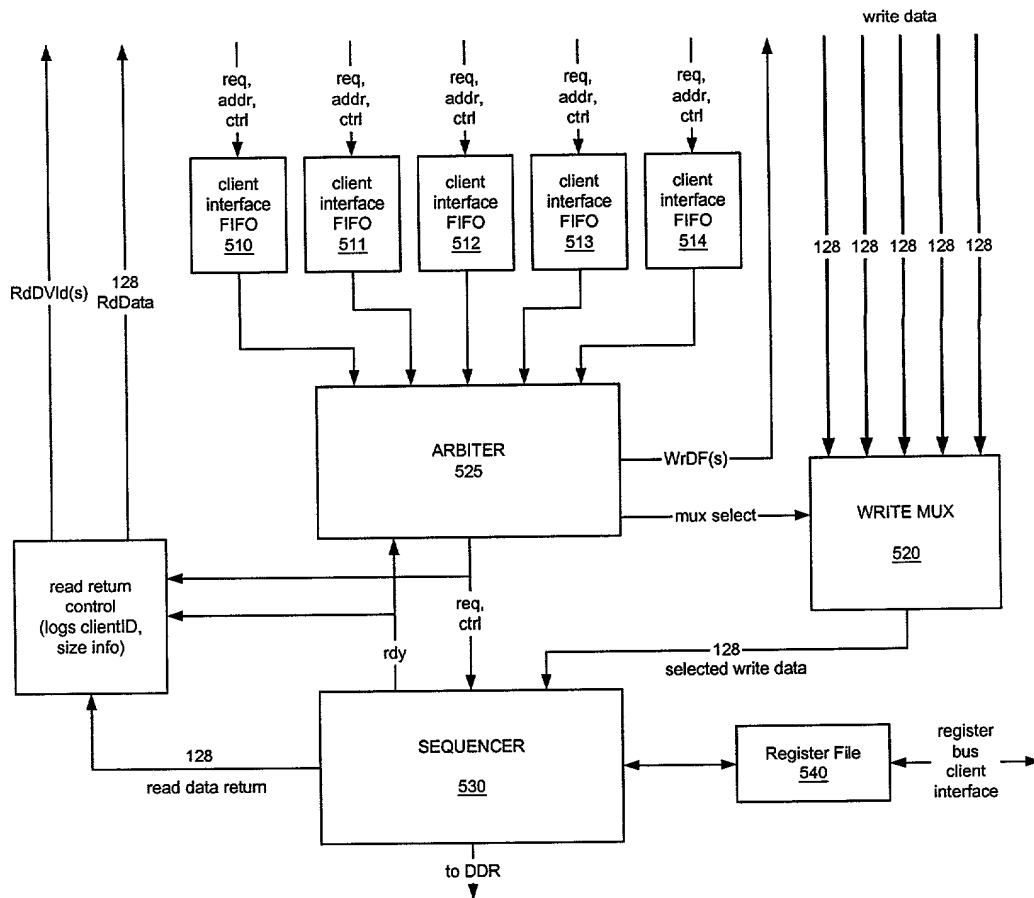 write data
req,
addr,
ctrl
req,
addr,
ctrl
req,
addr,
ctrl
req,
addr,
ctrl
req,
addr,
ctrl
client
interface
FIFO
510
client
interface
FIFO
511
client
interface
FIFO
512
client
interface
FIFO
513
client
interface
FIFO
514
128 128 128 128 128
RdDVld(s)
128
RdData
ARBITER
525
WrDF(s)
mux select
WRITE MUX
520
read return
control
(logs clientID,
size info)
req,
ctrl
rdy
128
selected write data
SEQUENCER
530
128
read data return
Register File
540
register
bus
client
interface
to DDR